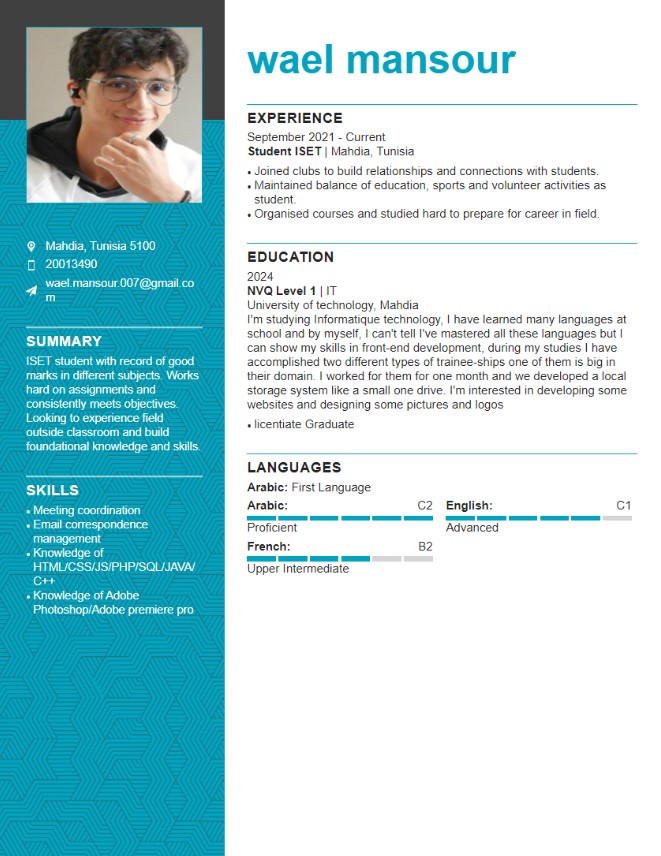 wael mansour
Mahdia, Tunisia 5100
20013490
wael.mansour.007@gmail.co
m
SUMMARY
ISET student with record of good
marks in different subjects. Works
hard on assignments and
consistently meets objectives.
Looking to experience field
outside classroom and build
foundational knowledge and skills.
SKILLS
• Meeting coordination
• Email correspondence
management
• Knowledge of
HTML/CSS/JS/PHP/SQL/JAVA/
C++
• Knowledge of Adobe
Photoshop/Adobe premiere pro
EXPERIENCE
September 2021 - Current
Student ISET | Mahdia, Tunisia
• Joined clubs to build relationships and connections with students.
• Maintained balance of education, sports and volunteer activities as
student.
• Organised courses and studied hard to prepare for career in field.
EDUCATION
2024
NVQ Level 1 | IT
University of technology, Mahdia
I'm studying Informatique technology, I have learned many languages at
school and by myself, I can't tell I've mastered all these languages but I
can show my skills in front-end development, during my studies I have
accomplished two different types of trainee-ships one of them is big in
their domain. I worked for them for one month and we developed a local
storage system like a small one drive. I'm interested in developing some
websites and designing some pictures and logos
• licentiate Graduate
LANGUAGES
Arabic: First Language
Arabic: C2
Proficient
English: C1
Advanced
French: B2
Upper Intermediate